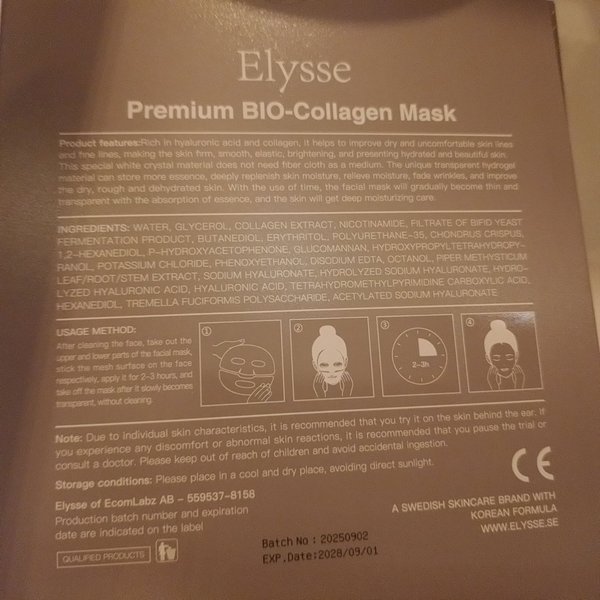 Elysse
Premium BIO-Collagen Mask
Product features:Rich in hyaluronic acid and collagen, it helps to improve dry and uncomfortable skin lines
and fine lines, making the skin firm, smooth, elastic, brightening, and presenting hydrated and beautiful skin.
This special white crystal material does not need fiber cloth as a medium. The unique transparent hydrogel
material can store more essence, deeply replenish skin moisture, relieve moisture, fade wrinkles, and improve
the dry, rough and dehydrated skin. With the use of time, the facial mask will gradually become thin and
transparent with the absorption of essence, and the skin will get deep moisturizing care.
INGREDIENTS: WATER, GLYCEROL, COLLAGEN EXTRACT, NICOTINAMIDE, FILTRATE OF BIFID YEAST
FERMENTATION PRODUCT, BUTANEDIOL, ERYTHRITOL, POLYURETHANE-35, CHONDRUS CRISPUS,
1,2-HEXANEDIOL, P-HYDROXYACETOPHENONE, GLUCOMANNAN, HYDROXYPROPYLTETRAHYDROPY-
RANOL, POTASSIUM CHLORIDE, PHENOXYETHANOL, DISODIUM EDTA, OCTANOL, PIPER METHYSTICUM
LEAF/ROOT/STEM EXTRACT, SODIUM HYALURONATE, HYDROLYZED SODIUM HYALURONATE, HYDRO-
LYZED HYALURONIC ACID, HYALURONIC ACID, TETRAHYDROMETHYLPYRIMIDINE CARBOXYLIC ACID,
HEXANEDIOL, TREMELLA FUCIFORMIS POLYSACCHARIDE, ACETYLATED SODIUM HYALURONATE
USAGE METHOD:
After cleaning the face, take out the
upper and lower parts of the facial mask,
stick the mesh surface on the face
respectively, apply it for 2-3 hours, and
take off the mask after it slowly becomes
transparent, without cleaning.
1
2
3
2-3h
4
Note: Due to individual skin characteristics, it is recommended that you try it on the skin behind the ear. If
you experience any discomfort or abnormal skin reactions, it is recommended that you pause the trial or
consult a doctor. Please keep out of reach of children and avoid accidental ingestion.
Storage conditions: Please place in a cool and dry place, avoiding direct sunlight.
CE
Elysse of EcomLabz AB – 559537-8158
Production batch number and expiration
date are indicated on the label
A SWEDISH SKINCARE BRAND WITH
KOREAN FORMULA
WWW.ELYSSE.SE
QUALIFIED PRODUCTS
Batch No : 20250902
EXP.Date:2028/09/01